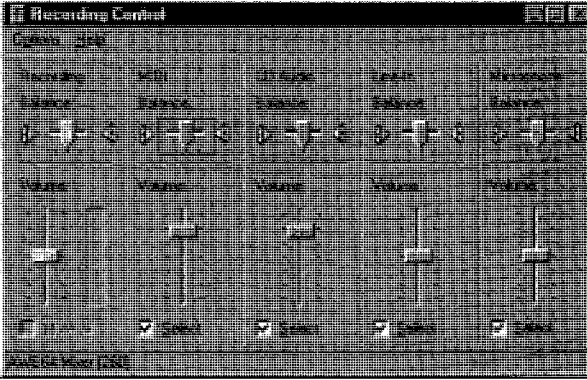 Recording Control
Options Help
Recording MIDI CD Audio Line-In Microphone
Balance: Balance: Balance: Balance: Balance:
Volume: Volume: Volume: Volume: Volume:
Select Select Select Select